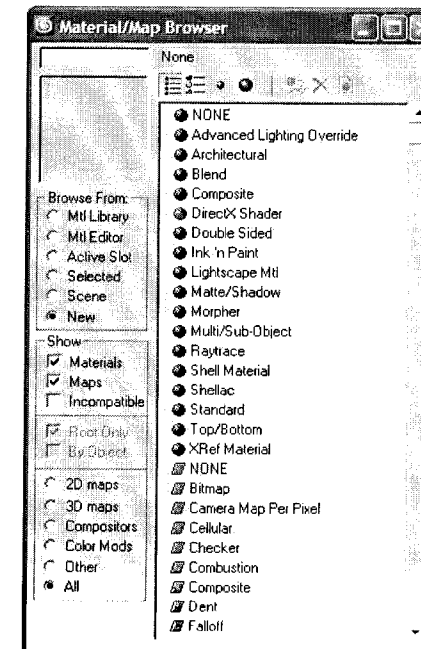 Material/Map Browser
None
Browse From:
Mtl Library
Mtl Editor
Active Slot
Selected
Scene
New
Show
Materials
Maps
Incompatible
Root Only
By Object
2D maps
3D maps
Compositors
Color Mods
Other
All
NONE
Advanced Lighting Override
Architectural
Blend
Composite
DirectX Shader
Double Sided
Ink 'n Paint
Lightscape Mtl
Matte/Shadow
Morpher
Multi/Sub-Object
Raytrace
Shell Material
Shellac
Standard
Top/Bottom
XRef Material
NONE
Bitmap
Camera Map Per Pixel
Cellular
Checker
Combustion
Composite
Dent
Falloff